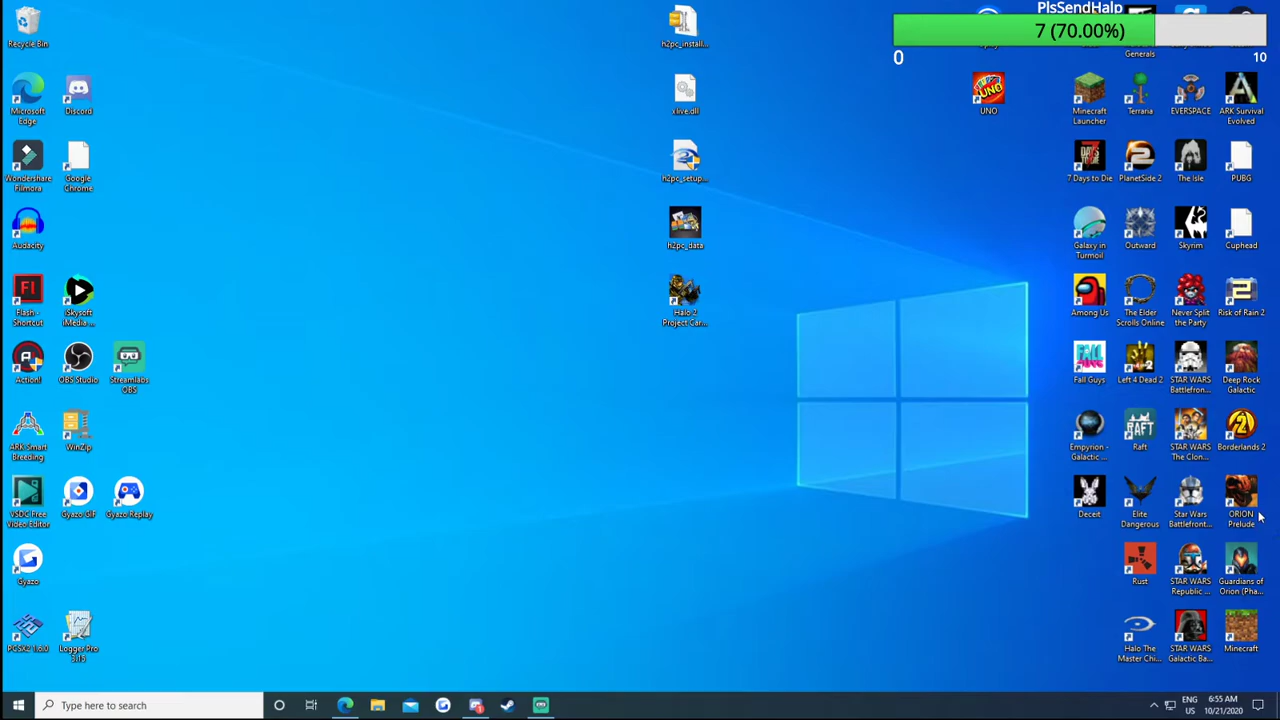 PlsSendHalp
7 (70.00%)
0
10
Recycle Bin
Microsoft
Edge
Discord
Wondershare
Filmora
Google
Chrome
Audacity
Flash -
Shortcut
iSkysoft
iMedia ...
Action!
OBS Studio
Streamlabs
OBS
ARK Smart
Breeding
WinZip
VSDC Free
Video Editor
Gyazo GIF
Gyazo Replay
Gyazo
PCSX2 1.6.0
Logger Pro
3.15
h2pc_install...
xlive.dll
h2pc_setup...
h2pc_data
Halo 2
Project Car...
Generals
UNO
UNO
Minecraft
Launcher
Terraria
EVERSPACE
ARK Survival
Evolved
7 Days to Die
PlanetSide 2
The Isle
PUBG
Galaxy in
Turmoil
Outward
Skyrim
Cuphead
Among Us
The Elder
Scrolls Online
Never Split
the Party
Risk of Rain 2
Fall Guys
Left 4 Dead 2
STAR WARS
Battlefron...
Deep Rock
Galactic
Empyrion -
Galactic ...
Raft
STAR WARS
The Clon...
Borderlands 2
Deceit
Elite
Dangerous
Star Wars
Battlefront...
ORION
Prelude
Rust
STAR WARS
Republic ...
Guardians of
Orion (Pha...
Halo The
Master Chi...
STAR WARS
Galactic Ba...
Minecraft
Type here to search
ENG
US
6:55 AM
10/21/2020